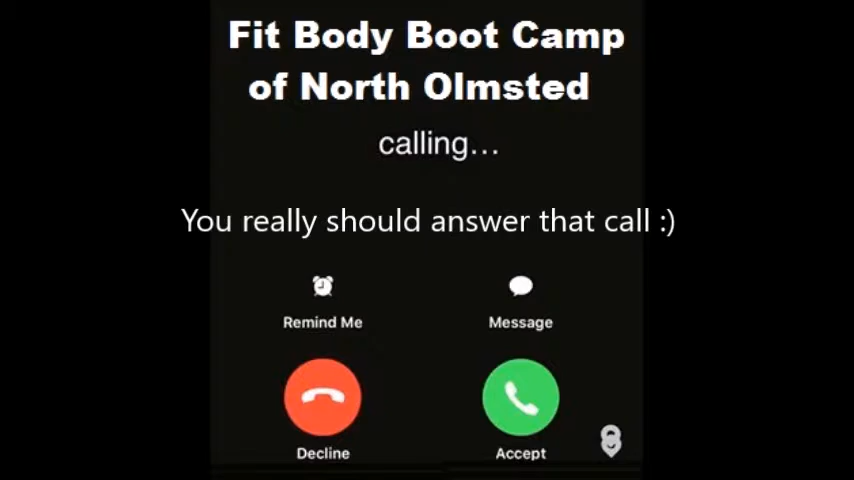 Fit Body Boot Camp
of North Olmsted
calling...
You really should answer that call :)
Remind Me
Message
Decline
Accept